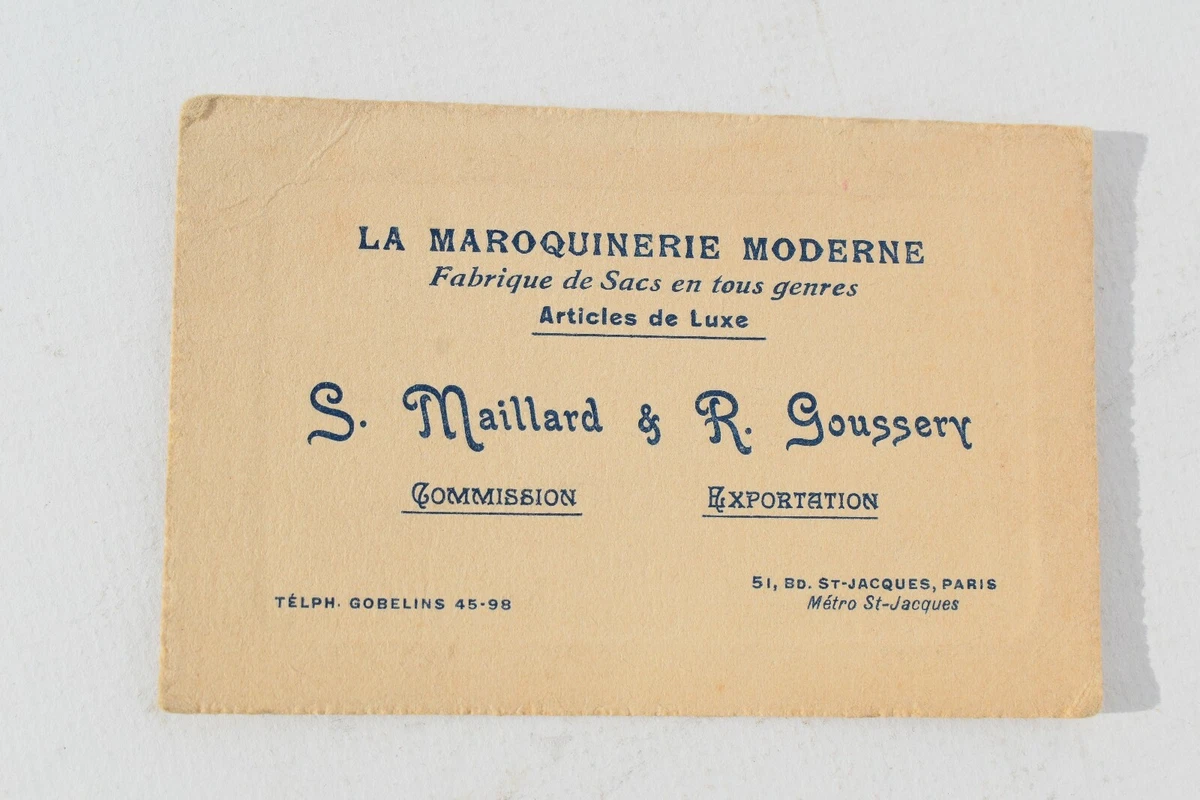 LA MAROQUINERIE MODERNE
Fabrique de Sacs en tous genres
Articles de Luxe
S. Maillard & R. Goussery
COMMISSION EXPORTATION
TÉLPH. GOBELINS 45-98
51, BD. ST-JACQUES, PARIS
Métro St-Jacques